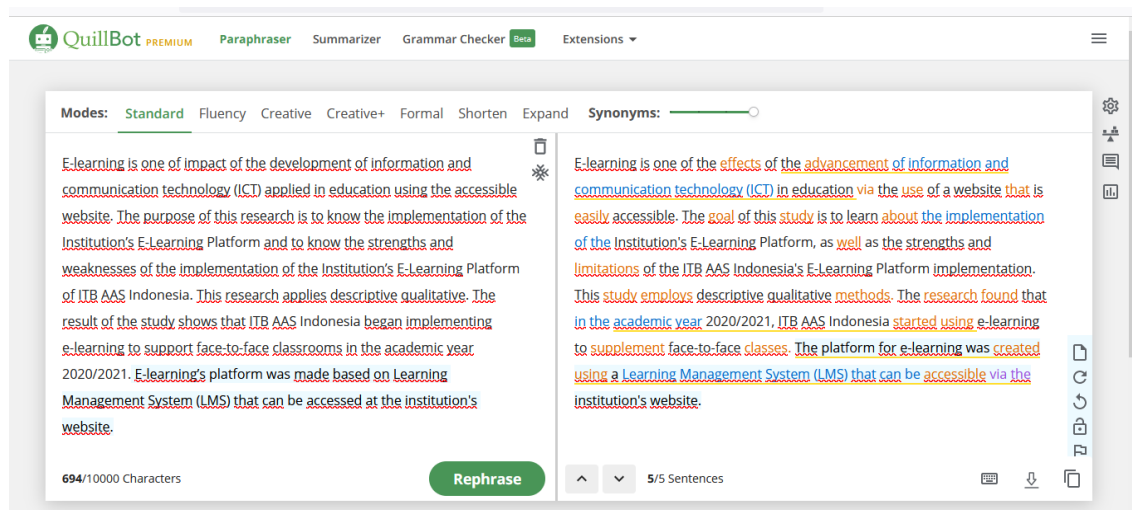 QuillBot PREMIUM Paraphraser Summarizer Grammar Checker Beta Extensions
Modes: Standard Fluency Creative Creative+ Formal Shorten Expand Synonyms:
E-learning is one of impact of the development of information and
communication technology (ICT) applied in education using the accessible
website. The purpose of this research is to know the implementation of the
Institution's E-Learning Platform and to know the strengths and
weaknesses of the implementation of the Institution's E-Learning Platform
of ITB AAS Indonesia. This research applies descriptive qualitative. The
result of the study shows that ITB AAS Indonesia began implementing
e-learning to support face-to-face classrooms in the academic year
2020/2021. E-learning's platform was made based on Learning
Management System (LMS) that can be accessed at the institution's
website.
694/10000 Characters
Rephrase
E-learning is one of the effects of the advancement of information and
communication technology (ICT) in education via the use of a website that is
easily accessible. The goal of this study is to learn about the implementation
of the Institution's E-Learning Platform, as well as the strengths and
limitations of the ITB AAS Indonesia's E-Learning Platform implementation.
This study employs descriptive qualitative methods. The research found that
in the academic year 2020/2021, ITB AAS Indonesia started using e-learning
to supplement face-to-face classes. The platform for e-learning was created
using a Learning Management System (LMS) that can be accessible via the
institution's website.
5/5 Sentences